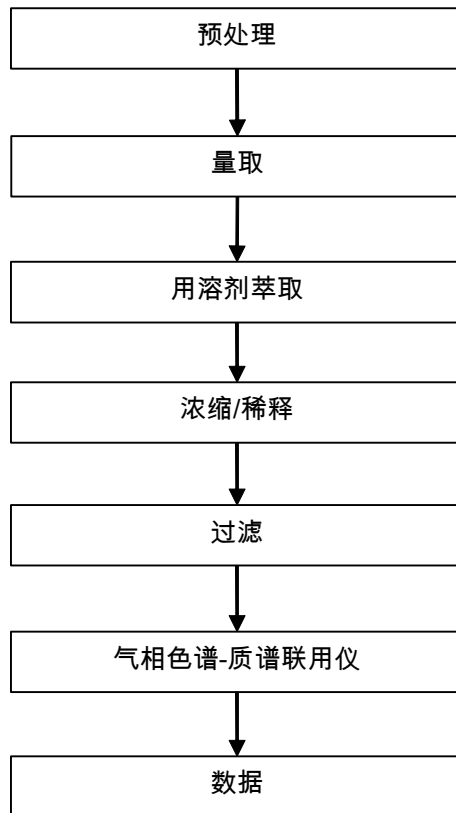 预处理
量取
用溶剂萃取
浓缩/稀释
过滤
气相色谱-质谱联用仪
数据